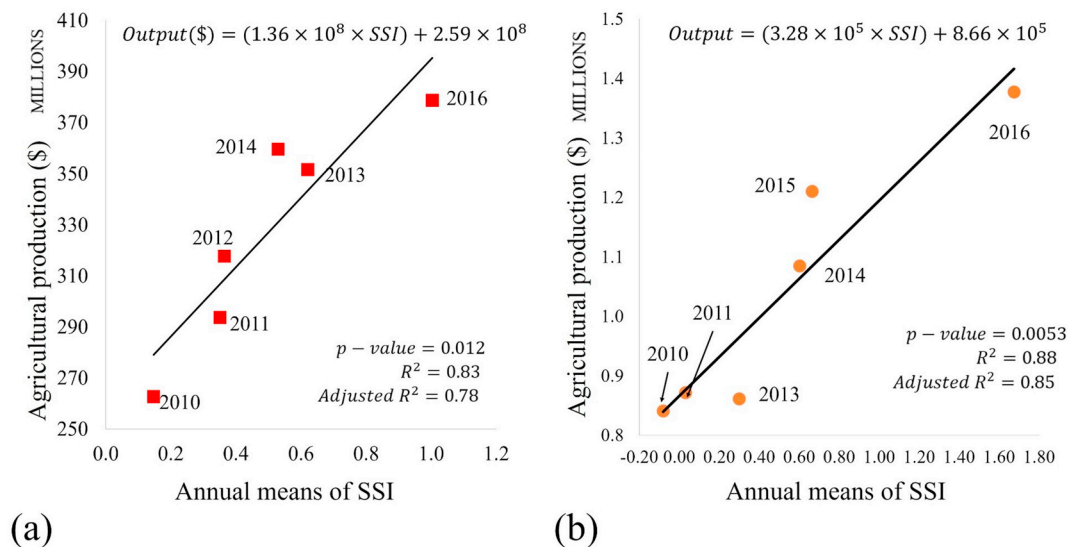 Output($) = (1.36 × 10⁸ × SSI) + 2.59 × 10⁸
Agricultural production ($) MILLIONS
410
390
370
350
330
310
290
270
250
2016
2014
2013
2012
2011
2010
p − value = 0.012
R² = 0.83
Adjusted R² = 0.78
0.0 0.2 0.4 0.6 0.8 1.0 1.2
Annual means of SSI
(a)
Output = (3.28 × 10⁵ × SSI) + 8.66 × 10⁵
Agricultural production ($) MILLIONS
1.5
1.4
1.3
1.2
1.1
1.0
0.9
0.8
2016
2015
2014
2011
2010
2013
p − value = 0.0053
R² = 0.88
Adjusted R² = 0.85
-0.20 0.00 0.20 0.40 0.60 0.80 1.00 1.20 1.40 1.60 1.80
Annual means of SSI
(b)